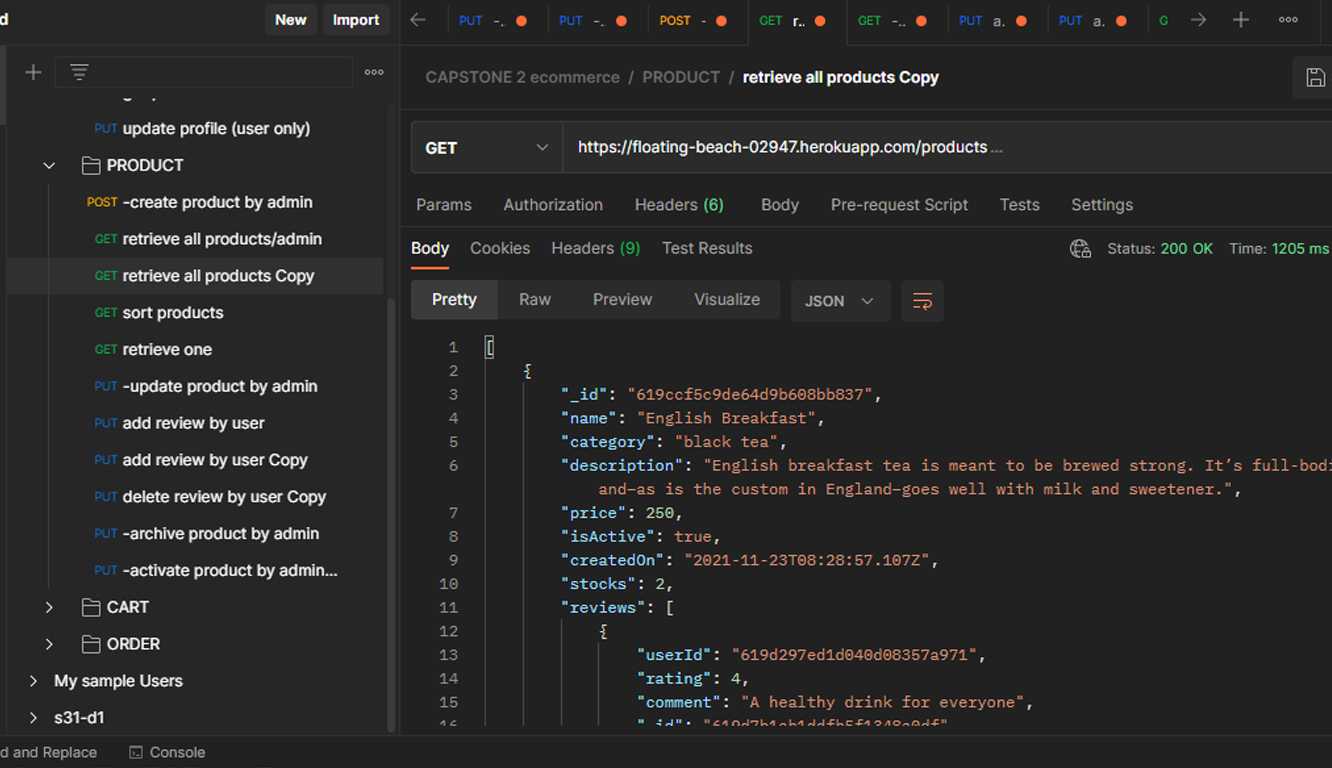 d
New Import
PUT -.. PUT -.. POST - GET r.. GET -.. PUT a. PUT a. G
update profile (user only)
PUT update profile (user only)
PRODUCT
POST -create product by admin
GET retrieve all products/admin
GET retrieve all products Copy
GET sort products
GET retrieve one
PUT -update product by admin
PUT add review by user
PUT add review by user Copy
PUT delete review by user Copy
PUT -archive product by admin
PUT -activate product by admin...
CART
ORDER
My sample Users
s31-d1
CAPSTONE 2 ecommerce / PRODUCT / retrieve all products Copy
GET https://floating-beach-02947.herokuapp.com/products ...
Params Authorization Headers (6) Body Pre-request Script Tests Settings
Body Cookies Headers (9) Test Results Status: 200 OK Time: 1205 ms
Pretty Raw Preview Visualize JSON
1 [
2 {
3 "_id": "619ccf5c9de64d9b608bb837",
4 "name": "English Breakfast",
5 "category": "black tea",
6 "description": "English breakfast tea is meant to be brewed strong. It’s full-bodi
and—as is the custom in England—goes well with milk and sweetener.",
7 "price": 250,
8 "isActive": true,
9 "createdOn": "2021-11-23T08:28:57.107Z",
10 "stocks": 2,
11 "reviews": [
12 {
13 "userId": "619d297ed1d040d08357a971",
14 "rating": 4,
15 "comment": "A healthy drink for everyone",
16 "_id":
d and Replace Console